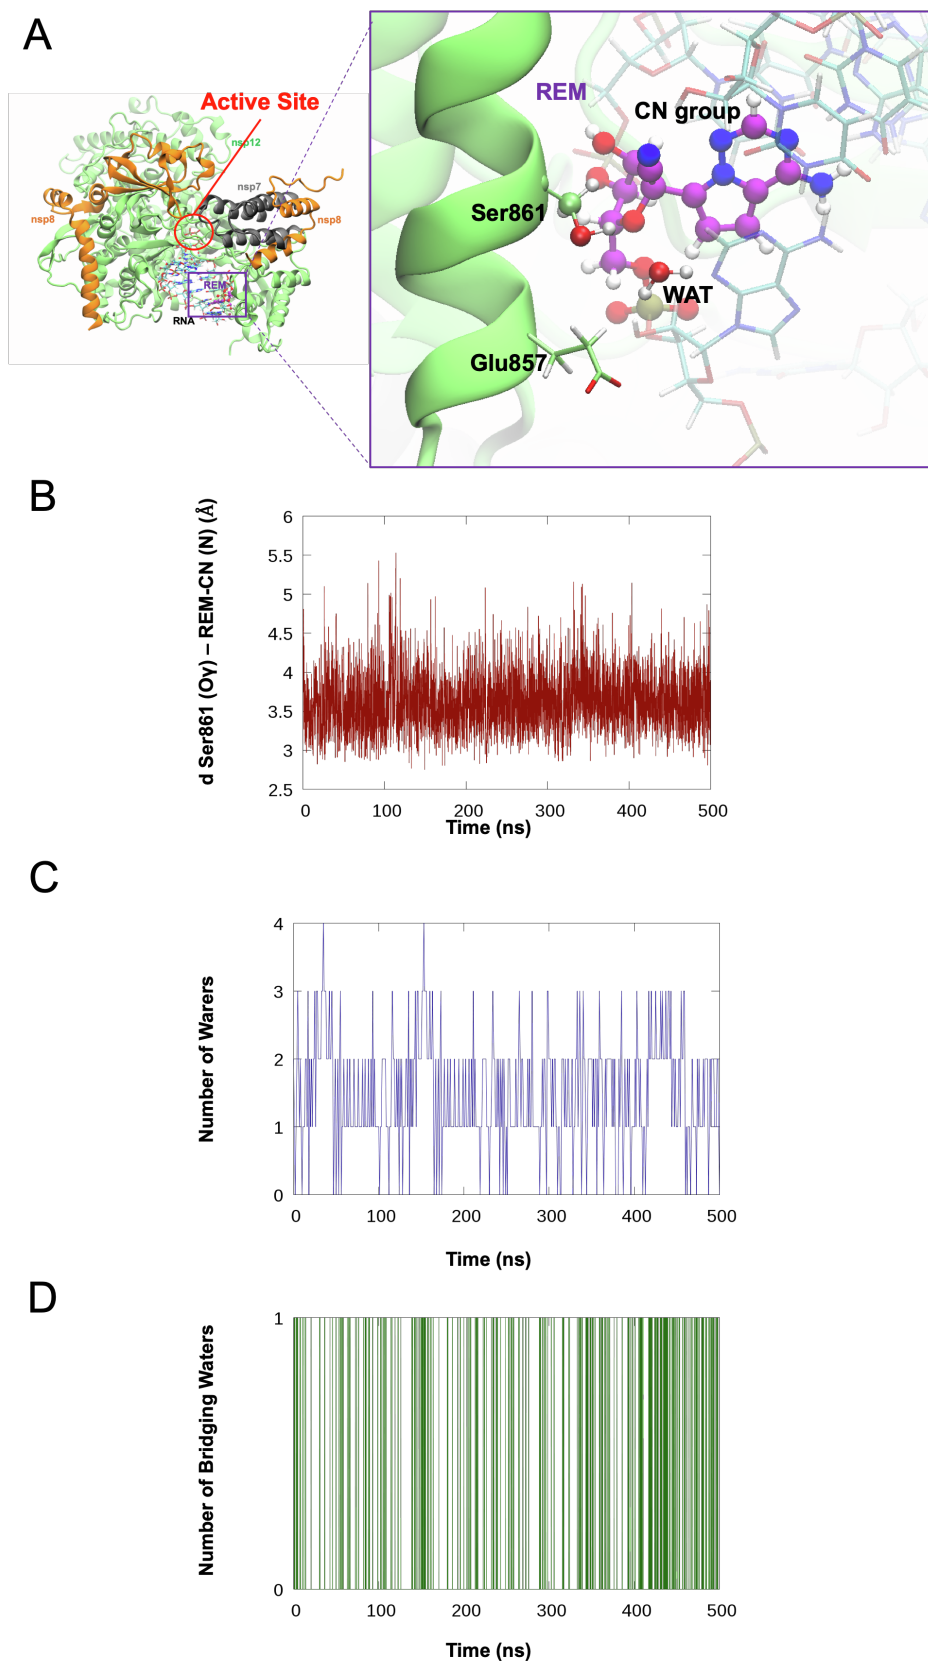 A
Active Site
nsp12
nsp7
nsp8
nsp8
REM
RNA
REM
CN group
Ser861
WAT
Glu857
B
d Ser861 (Oγ) – REM-CN (N) (Å)
6
5.5
5
4.5
4
3.5
3
2.5
0 100 200 300 400 500
Time (ns)
C
Number of Warers
4
3
2
1
0
0 100 200 300 400 500
Time (ns)
D
Number of Bridging Waters
1
0
0 100 200 300 400 500
Time (ns)